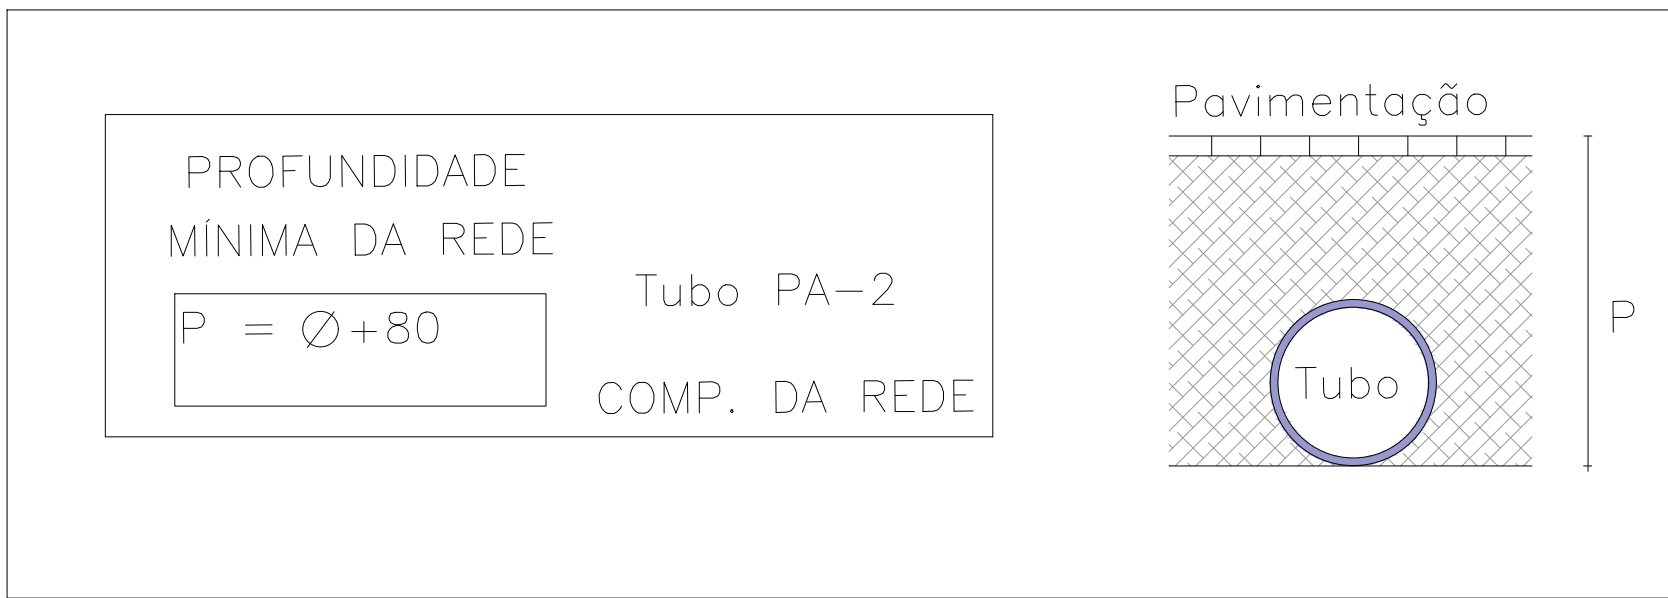 PROFUNDIDADE
MÍNIMA DA REDE
P = Ø+80
Tubo PA-2
COMP. DA REDE
Pavimentação
Tubo
P